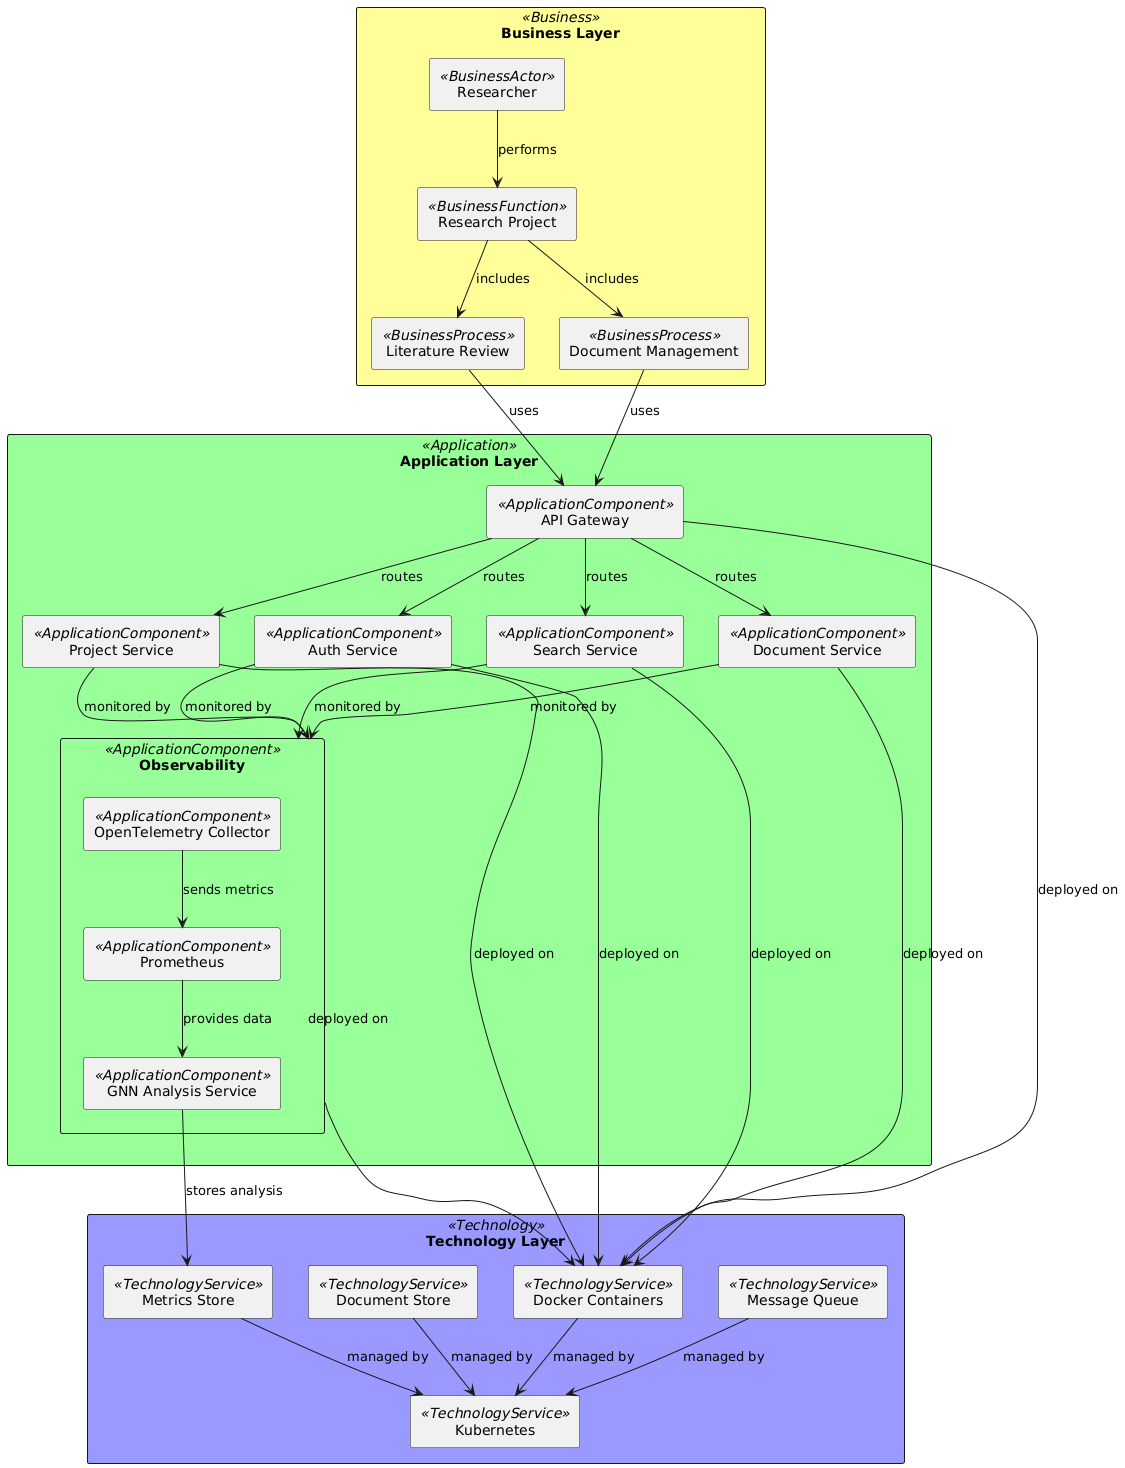 «Business»
Business Layer
«BusinessActor»
Researcher
performs
«BusinessFunction»
Research Project
includes
includes
«BusinessProcess»
Literature Review
«BusinessProcess»
Document Management
uses
uses
«Application»
Application Layer
«ApplicationComponent»
API Gateway
routes
routes
routes
routes
«ApplicationComponent»
Project Service
«ApplicationComponent»
Auth Service
«ApplicationComponent»
Search Service
«ApplicationComponent»
Document Service
monitored by
monitored by
monitored by
monitored by
«ApplicationComponent»
Observability
«ApplicationComponent»
OpenTelemetry Collector
sends metrics
deployed on
«ApplicationComponent»
Prometheus
deployed on
deployed on
deployed on
deployed on
provides data
deployed on
«ApplicationComponent»
GNN Analysis Service
stores analysis
«Technology»
Technology Layer
«TechnologyService»
Metrics Store
«TechnologyService»
Document Store
«TechnologyService»
Docker Containers
«TechnologyService»
Message Queue
managed by
managed by
managed by
managed by
«TechnologyService»
Kubernetes